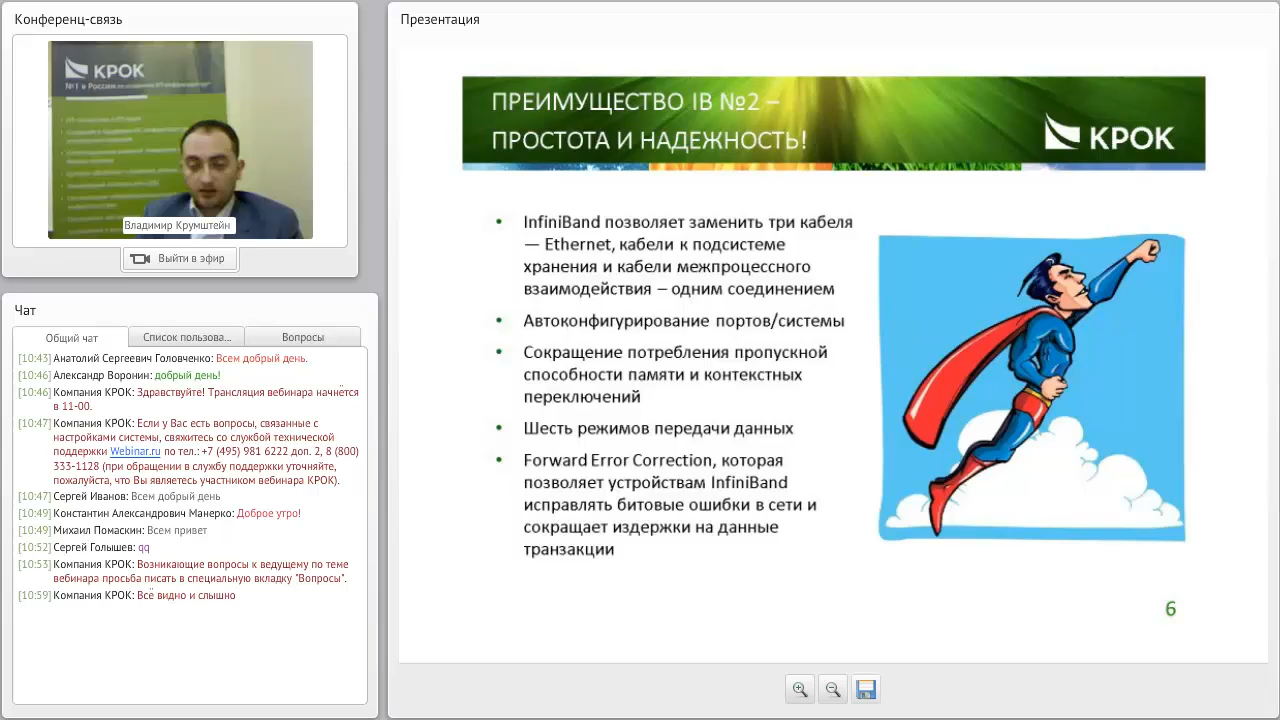 Конференц-связь
КРОК
№1 в России
Владимир Крумштейн
Выйти в эфир
Чат
Общий чат
Список пользова...
Вопросы
[10:43] Анатолий Сергеевич Головченко: Всем добрый день.
[10:46] Александр Воронин: добрый день!
[10:46] Компания КРОК: Здравствуйте! Трансляция вебинара начнётся
в 11-00.
[10:47] Компания КРОК: Если у Вас есть вопросы, связанные с
настройками системы, свяжитесь со службой технической
поддержки Webinar.ru по тел.: +7 (495) 981 6222 доп. 2, 8 (800)
333-1128 (при обращении в службу поддержки уточняйте,
пожалуйста, что Вы являетесь участником вебинара КРОК).
[10:47] Сергей Иванов: Всем добрый день
[10:49] Константин Александрович Манерко: Доброе утро!
[10:49] Михаил Помаскин: Всем привет
[10:52] Сергей Голышев: qq
[10:53] Компания КРОК: Возникающие вопросы к ведущему по теме
вебинара просьба писать в специальную вкладку "Вопросы".
[10:59] Компания КРОК: Всё видно и слышно
Презентация
ПРЕИМУЩЕСТВО IB №2 –
ПРОСТОТА И НАДЕЖНОСТЬ!
КРОК
• InfiniBand позволяет заменить три кабеля
— Ethernet, кабели к подсистеме
хранения и кабели межпроцессного
взаимодействия – одним соединением
• Автоконфигурирование портов/системы
• Сокращение потребления пропускной
способности памяти и контекстных
переключений
• Шесть режимов передачи данных
• Forward Error Correction, которая
позволяет устройствам InfiniBand
исправлять битовые ошибки в сети и
сокращает издержки на данные
транзакции
6